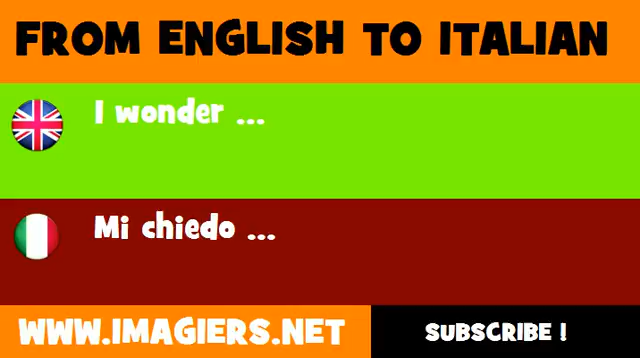 FROM ENGLISH TO ITALIAN
I wonder ...
Mi chiedo ...
WWW.IMAGIERS.NET
SUBSCRIBE !